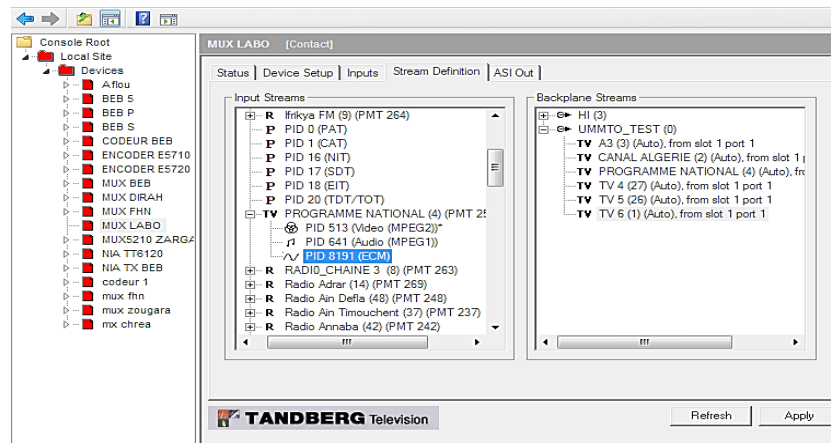 Console Root
Local Site
Devices
Aflou
BEB 5
BEB P
BEB S
CODEUR BEB
ENCODER E5710
ENCODER E5720
MUX BEB
MUX DIRAH
MUX FHN
MUX LABO
MUX5210 ZARGA
NIA TT6120
NIA TX BEB
codeur 1
mux fhn
mux zougara
mx chrea
MUX LABO [Contact]
Status
Device Setup
Inputs
Stream Definition
ASI Out
Input Streams
R Ifrikya FM (9) (PMT 264)
P PID 0 (PAT)
P PID 1 (CAT)
P PID 16 (NIT)
P PID 17 (SDT)
P PID 18 (EIT)
P PID 20 (TDT/TOT)
TV PROGRAMME NATIONAL (4) (PMT 25
PID 513 (Video (MPEG2))*
PID 641 (Audio (MPEG1))
PID 8191 (ECM)
R RADI0_CHAINE 3 (8) (PMT 263)
R Radio Adrar (14) (PMT 269)
R Radio Ain Defla (48) (PMT 248)
R Radio Ain Timouchent (37) (PMT 237)
R Radio Annaba (42) (PMT 242)
Backplane Streams
HI (3)
UMMTO_TEST (0)
TV A3 (3) (Auto), from slot 1 port 1
TV CANAL ALGERIE (2) (Auto), from slot 1
TV PROGRAMME NATIONAL (4) (Auto), fr
TV TV 4 (27) (Auto), from slot 1 port 1
TV TV 5 (26) (Auto), from slot 1 port 1
TV TV 6 (1) (Auto), from slot 1 port 1
TANDBERG Television
Refresh
Apply